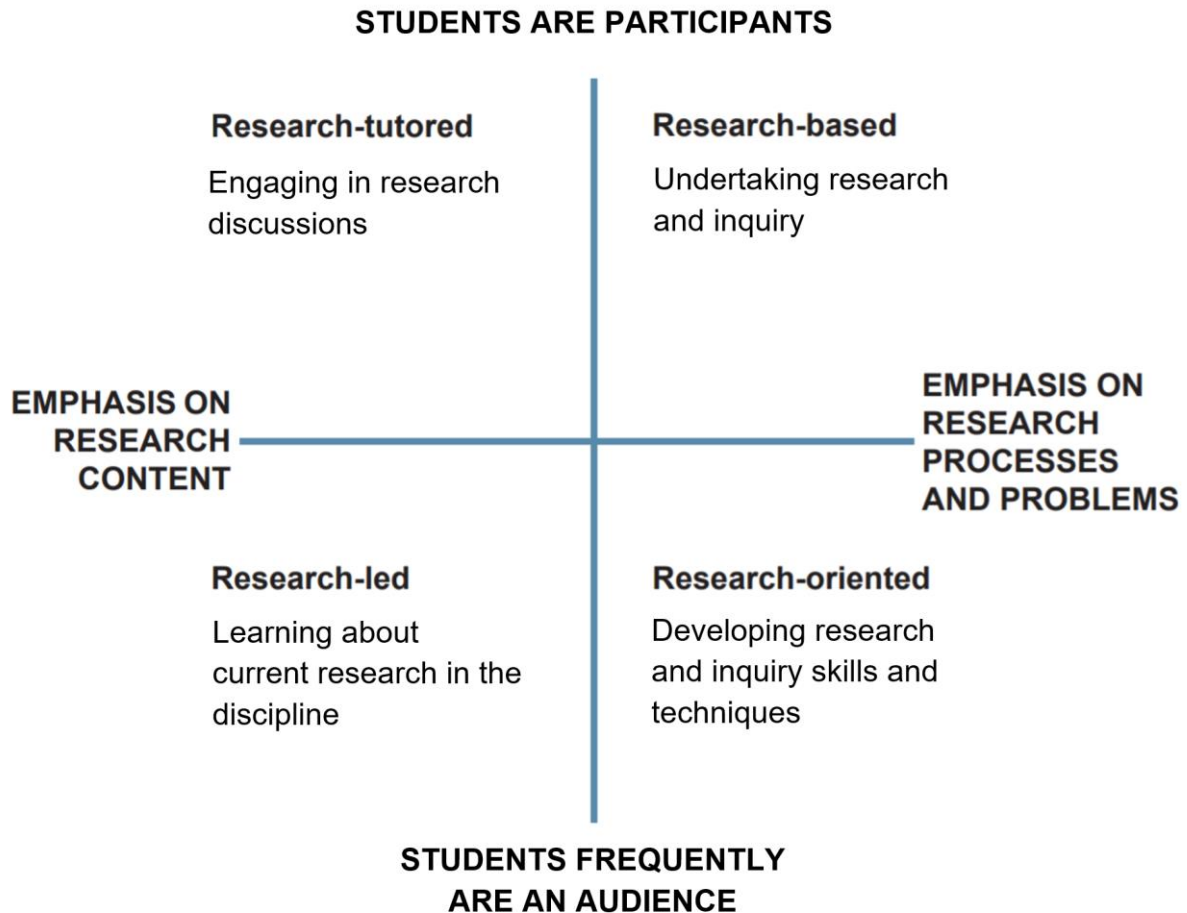 STUDENTS ARE PARTICIPANTS
Research-tutored
Engaging in research
discussions
Research-based
Undertaking research
and inquiry
EMPHASIS ON
RESEARCH
CONTENT
EMPHASIS ON
RESEARCH
PROCESSES
AND PROBLEMS
Research-led
Learning about
current research in the
discipline
Research-oriented
Developing research
and inquiry skills and
techniques
STUDENTS FREQUENTLY
ARE AN AUDIENCE